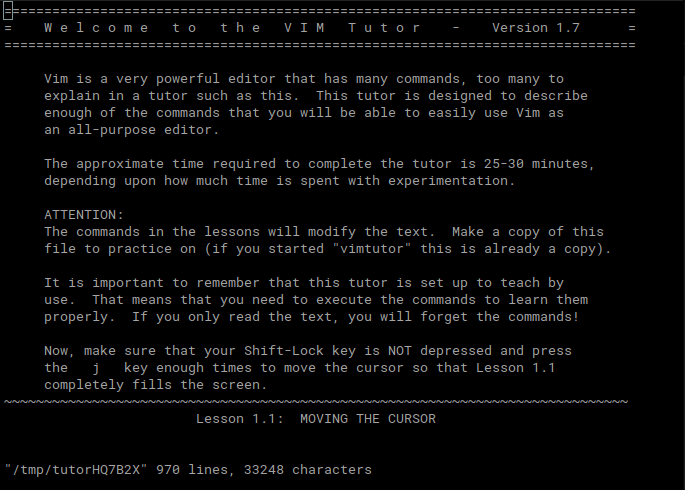 ===============================================================================
=    W e l c o m e   t o   t h e   V I M   T u t o r    -    Version 1.7      =
===============================================================================
Vim is a very powerful editor that has many commands, too many to
explain in a tutor such as this.  This tutor is designed to describe
enough of the commands that you will be able to easily use Vim as
an all-purpose editor.
The approximate time required to complete the tutor is 25-30 minutes,
depending upon how much time is spent with experimentation.
ATTENTION:
The commands in the lessons will modify the text.  Make a copy of this
file to practice on (if you started "vimtutor" this is already a copy).
It is important to remember that this tutor is set up to teach by
use.  That means that you need to execute the commands to learn them
properly.  If you only read the text, you will forget the commands!
Now, make sure that your Shift-Lock key is NOT depressed and press
the   j   key enough times to move the cursor so that Lesson 1.1
completely fills the screen.
~~~~~~~~~~~~~~~~~~~~~~~~~~~~~~~~~~~~~~~~~~~~~~~~~~~~~~~~~~~~~~~~~~~~~~~~~~~~~~
Lesson 1.1:  MOVING THE CURSOR
"/tmp/tutorHQ7B2X" 970 lines, 33248 characters